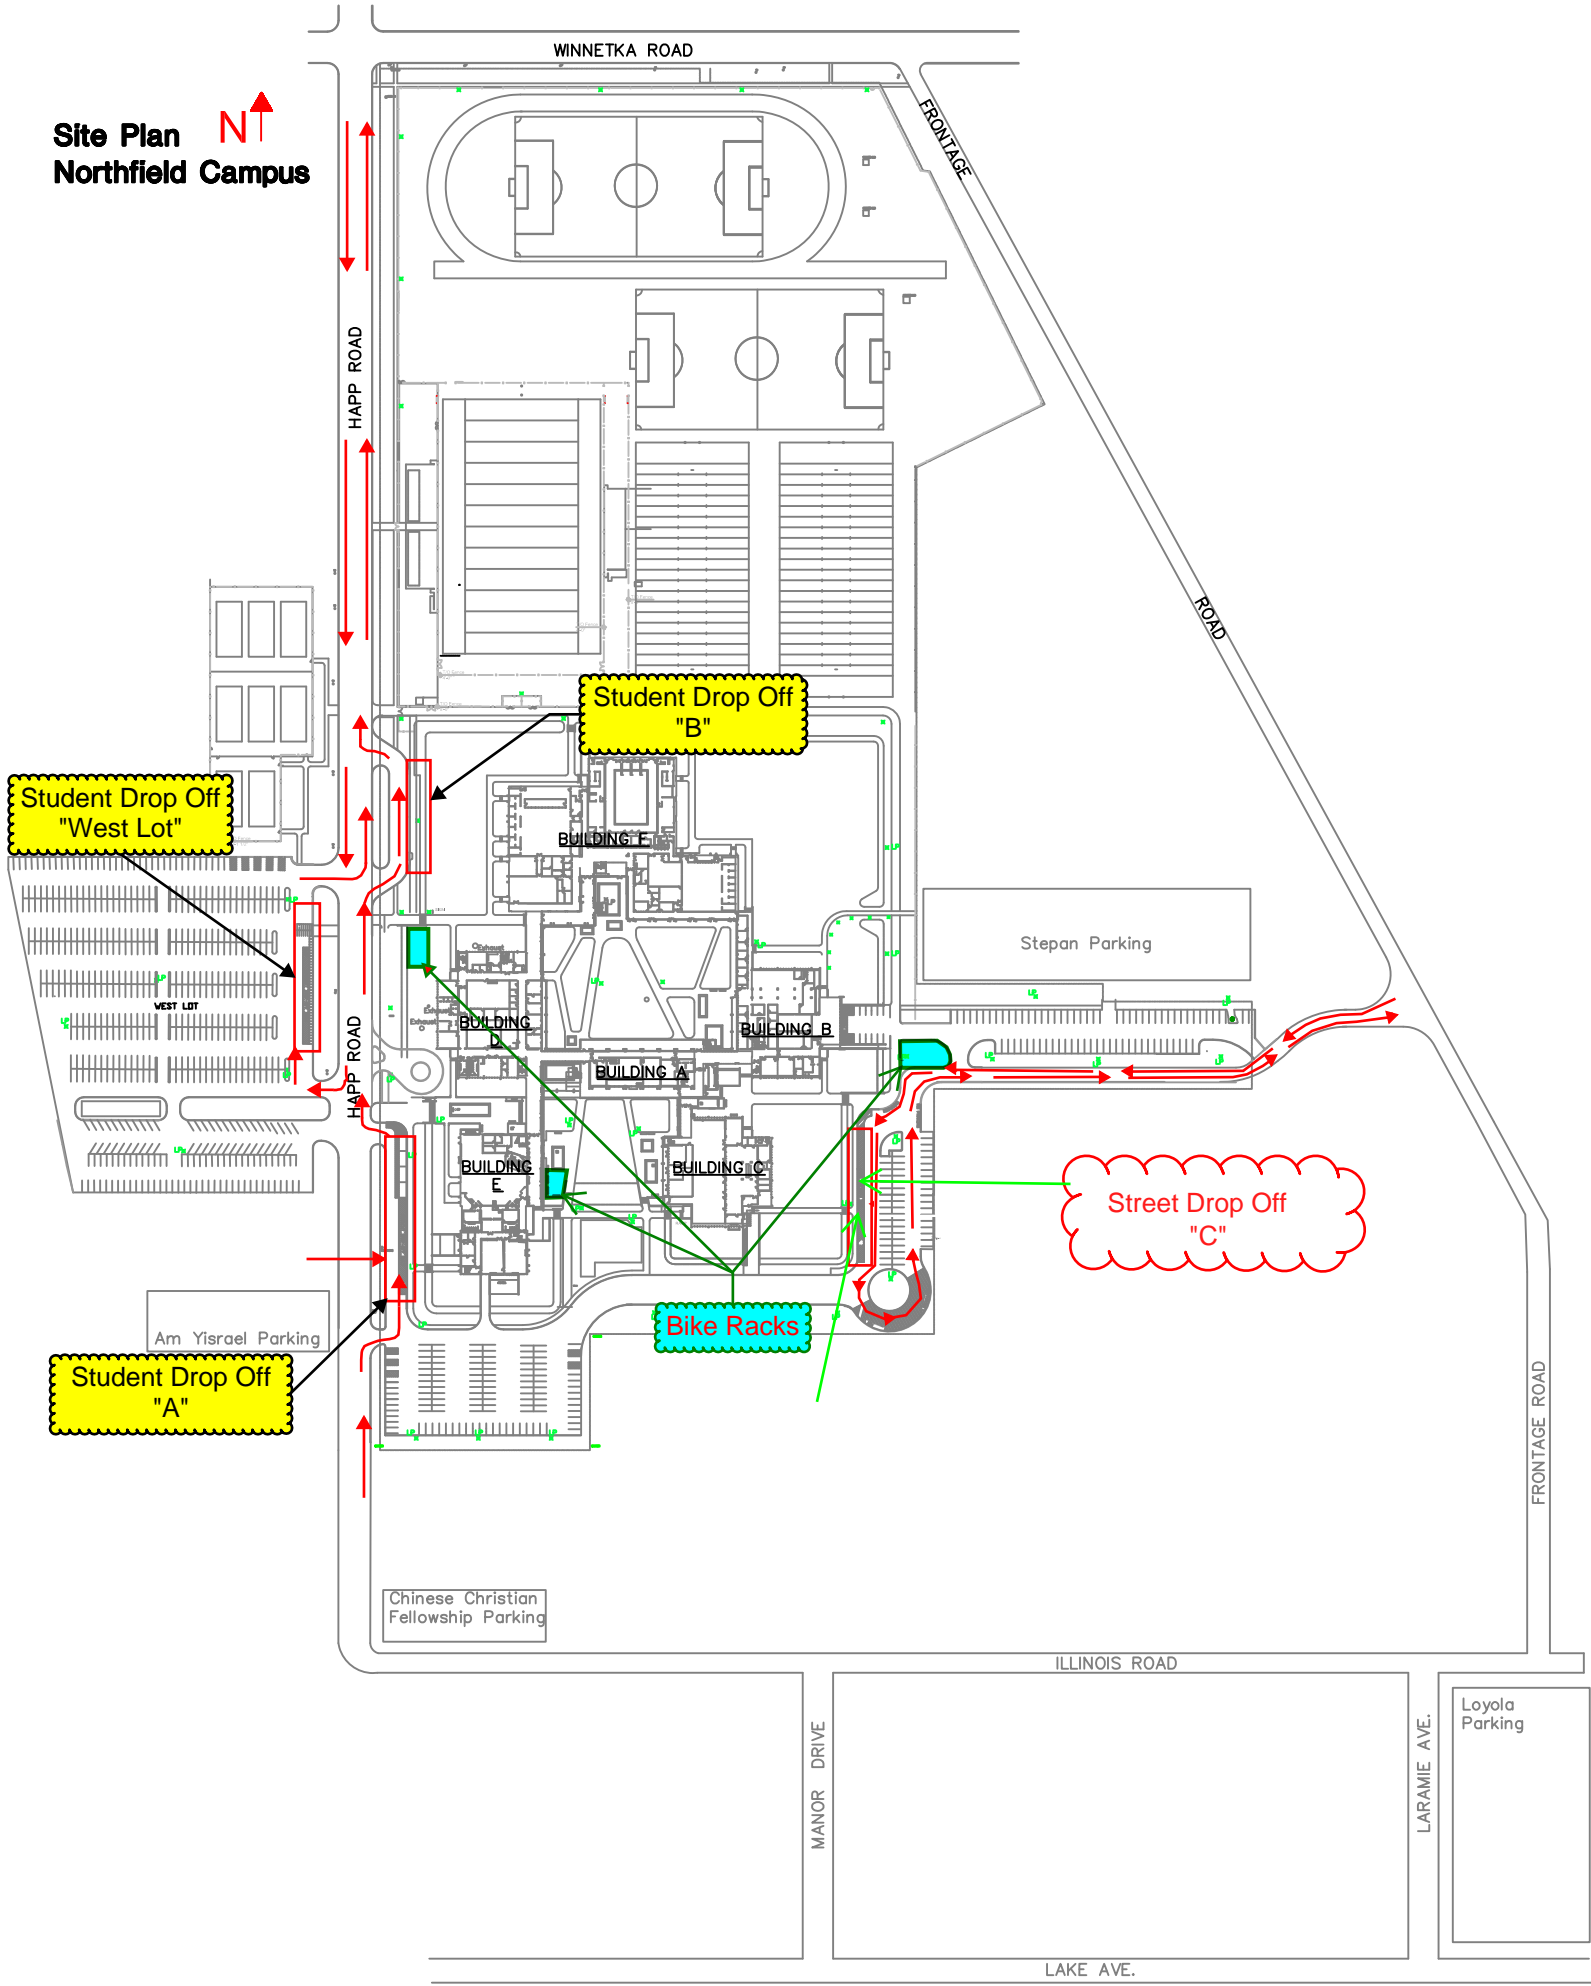 WINNETKA ROAD
Site Plan
Northfield Campus
N
FRONTAGE
ROAD
HAPP ROAD
Student Drop Off
"B"
Student Drop Off
"West Lot"
BUILDING F
Stepan Parking
WEST LOT
Exhaust
Exhaust
Exhaust
BUILDING
D
BUILDING B
BUILDING A
HAPP ROAD
BUILDING
E
BUILDING C
Street Drop Off
"C"
Am Yisrael Parking
Bike Racks
Student Drop Off
"A"
FRONTAGE ROAD
Chinese Christian
Fellowship Parking
ILLINOIS ROAD
MANOR DRIVE
LARAMIE AVE.
Loyola
Parking
LAKE AVE.